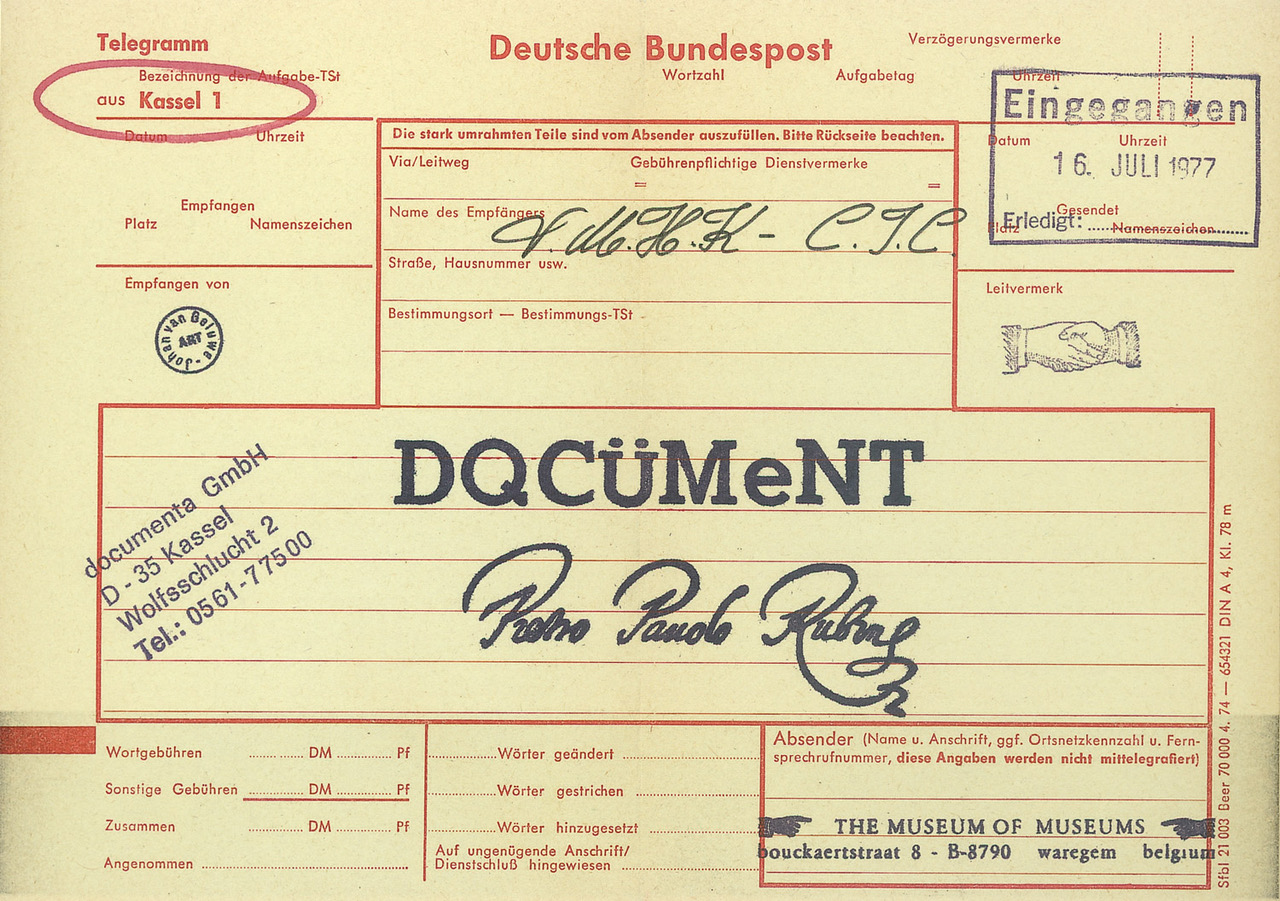 Telegramm
Deutsche Bundespost
Verzögerungsvermerke
Bezeichnung der Aufgabe-TSt
Wortzahl
Aufgabetag
Uhrzeit
aus Kassel 1
Eingegangen
Datum
Uhrzeit
Die stark umrahmten Teile sind vom Absender auszufüllen. Bitte Rückseite beachten.
Datum
Uhrzeit
Via/Leitweg
Gebührenpflichtige Dienstvermerke
16. JULI 1977
=
=
Empfangen
Platz
Namenszeichen
Name des Empfängers
V.M.H.K - C.I.C.
Gesendet
Erledigt:
Platz
Namenszeichen
Straße, Hausnummer usw.
Empfangen von
Leitvermerk
Bestimmungsort — Bestimmungs-TSt
Johan van Geluwe -
ART
DQCÜMeNT
documenta GmbH
D - 35 Kassel
Wolfsschlucht 2
Tel.: 0561-77500
Wortgebühren DM Pf
Wörter geändert
Absender (Name u. Anschrift, ggf. Ortsnetzkennzahl u. Fern-
sprechrufnummer, diese Angaben werden nicht mittelegrafiert)
Sonstige Gebühren DM Pf
Wörter gestrichen
Zusammen DM Pf
Wörter hinzugesetzt
THE MUSEUM OF MUSEUMS
bouckaertstraat 8 - B-8790 waregem belgium
Angenommen
Auf ungenügende Anschrift/
Dienstschluß hingewiesen
Sfbl 21 003 Beer 70 000 4. 74 — 654321 DIN A 4, Kl. 78 m